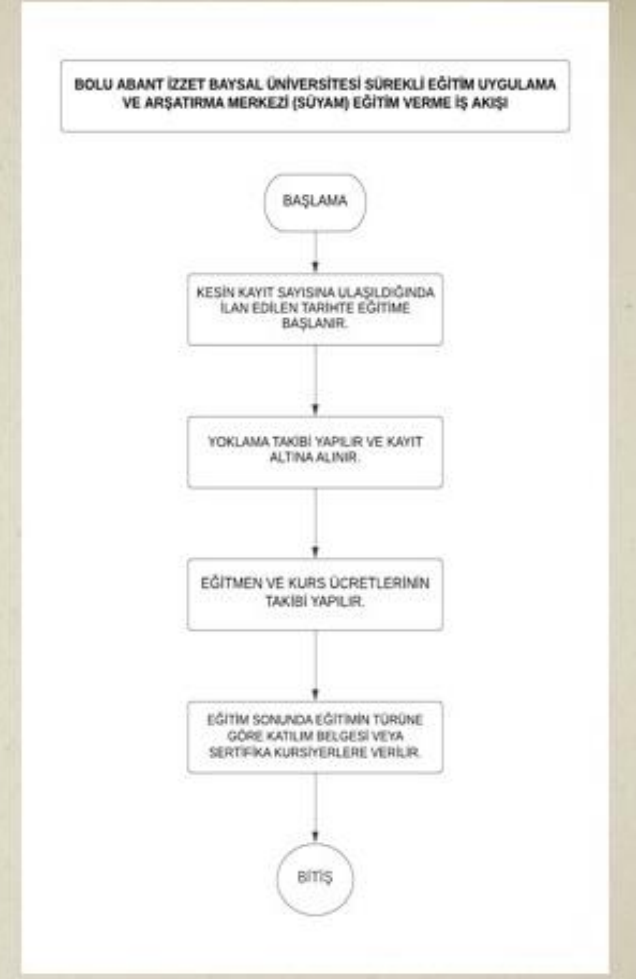 BOLU ABANT İZZET BAYSAL ÜNİVERSİTESİ SÜREKLİ EĞİTİM UYGULAMA
VE ARŞATIRMA MERKEZİ (SÜYAM) EĞİTİM VERME İŞ AKIŞI
BAŞLAMA
KESİN KAYIT SAYISINA ULAŞILDIĞINDA
İLAN EDİLEN TARİHTE EĞİTİME
BAŞLANIR.
YOKLAMA TAKİBİ YAPILIR VE KAYIT
ALTINA ALINIR.
EĞİTMEN VE KURS ÜCRETLERİNİN
TAKİBİ YAPILIR.
EĞİTİM SONUNDA EĞİTİMİN TÜRÜNE
GÖRE KATILIM BELGESİ VEYA
SERTİFİKA KURSİYERLERE VERİLİR.
BİTİŞ